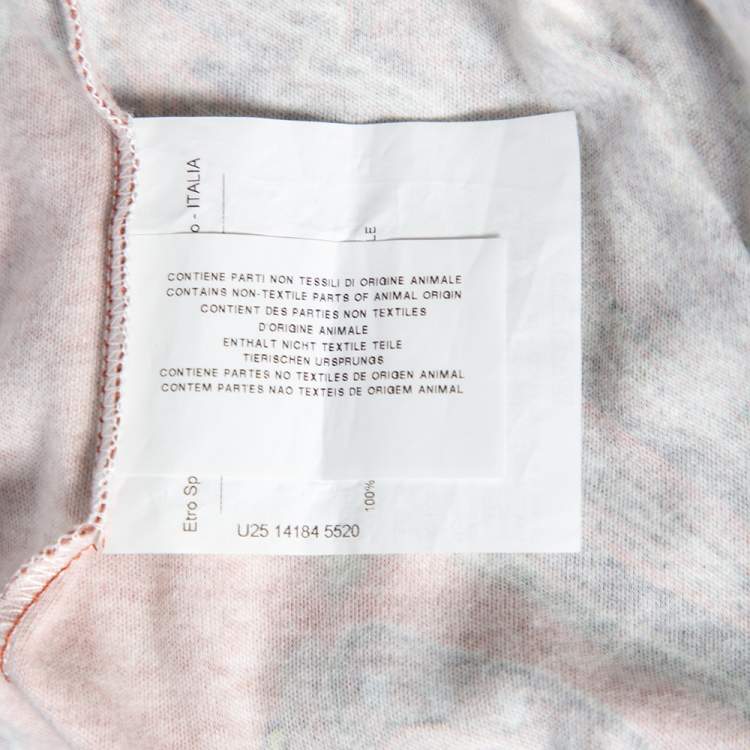 O - ITALIA
LE
CONTIENE PARTI NON TESSILI DI ORIGINE ANIMALE
CONTAINS NON-TEXTILE PARTS OF ANIMAL ORIGIN
CONTIENT DES PARTIES NON TEXTILES
D'ORIGINE ANIMALE
ENTHALT NICHT TEXTILE TEILE
TIERISCHEN URSPRUNGS
CONTIENE PARTES NO TEXTILES DE ORIGEN ANIMAL
CONTEM PARTES NAO TEXTEIS DE ORIGEM ANIMAL
Etro Sp
100%
U25 14184 5520